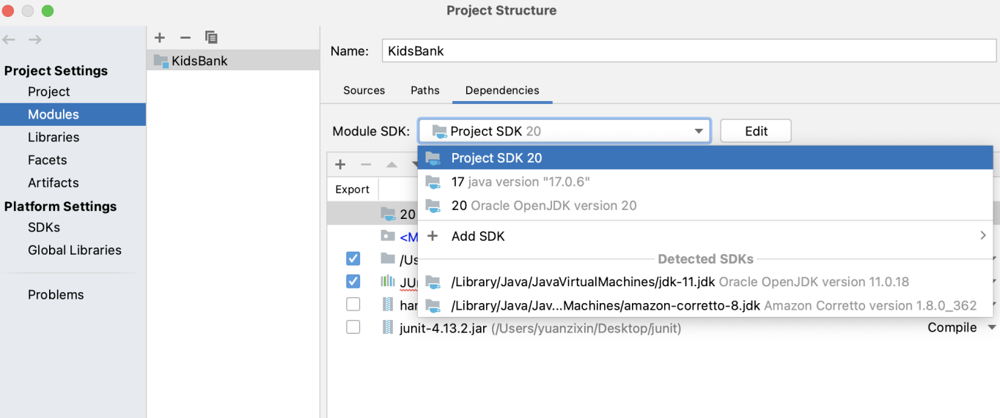 Project Structure
Project Settings
Project
Modules
Libraries
Facets
Artifacts
Platform Settings
SDKs
Global Libraries
Problems
KidsBank
Name: KidsBank
Sources Paths Dependencies
Module SDK: Project SDK 20 Edit
Project SDK 20
17 java version "17.0.6"
20 Oracle OpenJDK version 20
Add SDK
Detected SDKs
/Library/Java/JavaVirtualMachines/jdk-11.jdk Oracle OpenJDK version 11.0.18
/Library/Java/Jav...Machines/amazon-corretto-8.jdk Amazon Corretto version 1.8.0_362
Export
20
<M
/Us
JUn
ham
junit-4.13.2.jar (/Users/yuanzixin/Desktop/junit) Compile